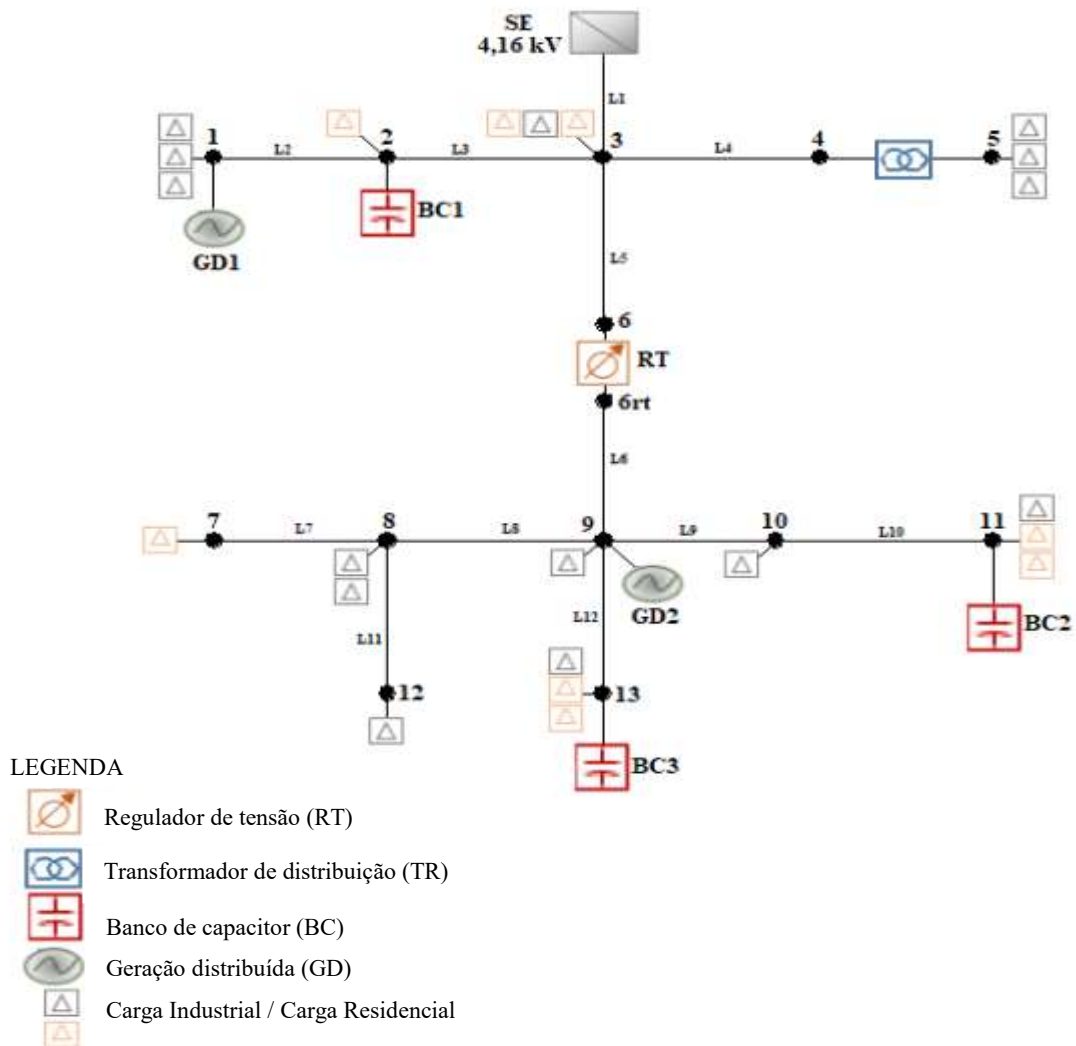 SE
4,16 kV
L1
1
L2
2
L3
3
L4
4
5
BC1
GD1
L5
6
RT
6rt
L6
7
L7
8
L8
9
L9
10
L10
11
GD2
BC2
L11
L12
12
13
BC3
LEGENDA
Regulador de tensão (RT)
Transformador de distribuição (TR)
Banco de capacitor (BC)
Geração distribuída (GD)
Carga Industrial / Carga Residencial